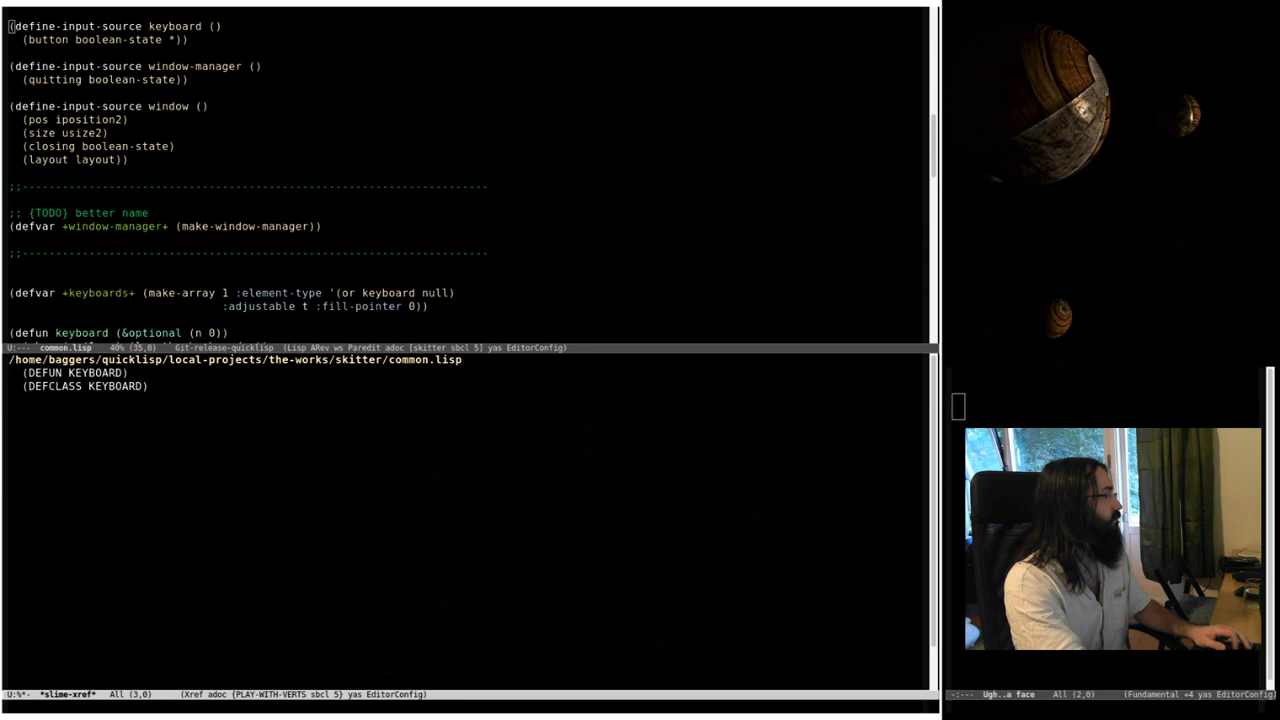 (define-input-source keyboard ()
  (button boolean-state *))
(define-input-source window-manager ()
  (quitting boolean-state))
(define-input-source window ()
  (pos iposition2)
  (size usize2)
  (closing boolean-state)
  (layout layout))
;;----------------------------------------------------------------------
;; {TODO} better name
(defvar +window-manager+ (make-window-manager))
;;----------------------------------------------------------------------
(defvar +keyboards+ (make-array 1 :element-type '(or keyboard null)
                                :adjustable t :fill-pointer 0))
(defun keyboard (&optional (n 0))
U:--- common.lisp 40% (35,0) Git-release-quicklisp (Lisp ARev ws Paredit adoc [skitter sbcl 5] yas EditorConfig)
/home/baggers/quicklisp/local-projects/the-works/skitter/common.lisp
  (DEFUN KEYBOARD)
  (DEFCLASS KEYBOARD)
U:%*- *slime-xref* All (3,0) (Xref adoc {PLAY-WITH-VERTS sbcl 5} yas EditorConfig)
-:--- Ugh..a face All (2,0) (Fundamental +4 yas EditorConfig)